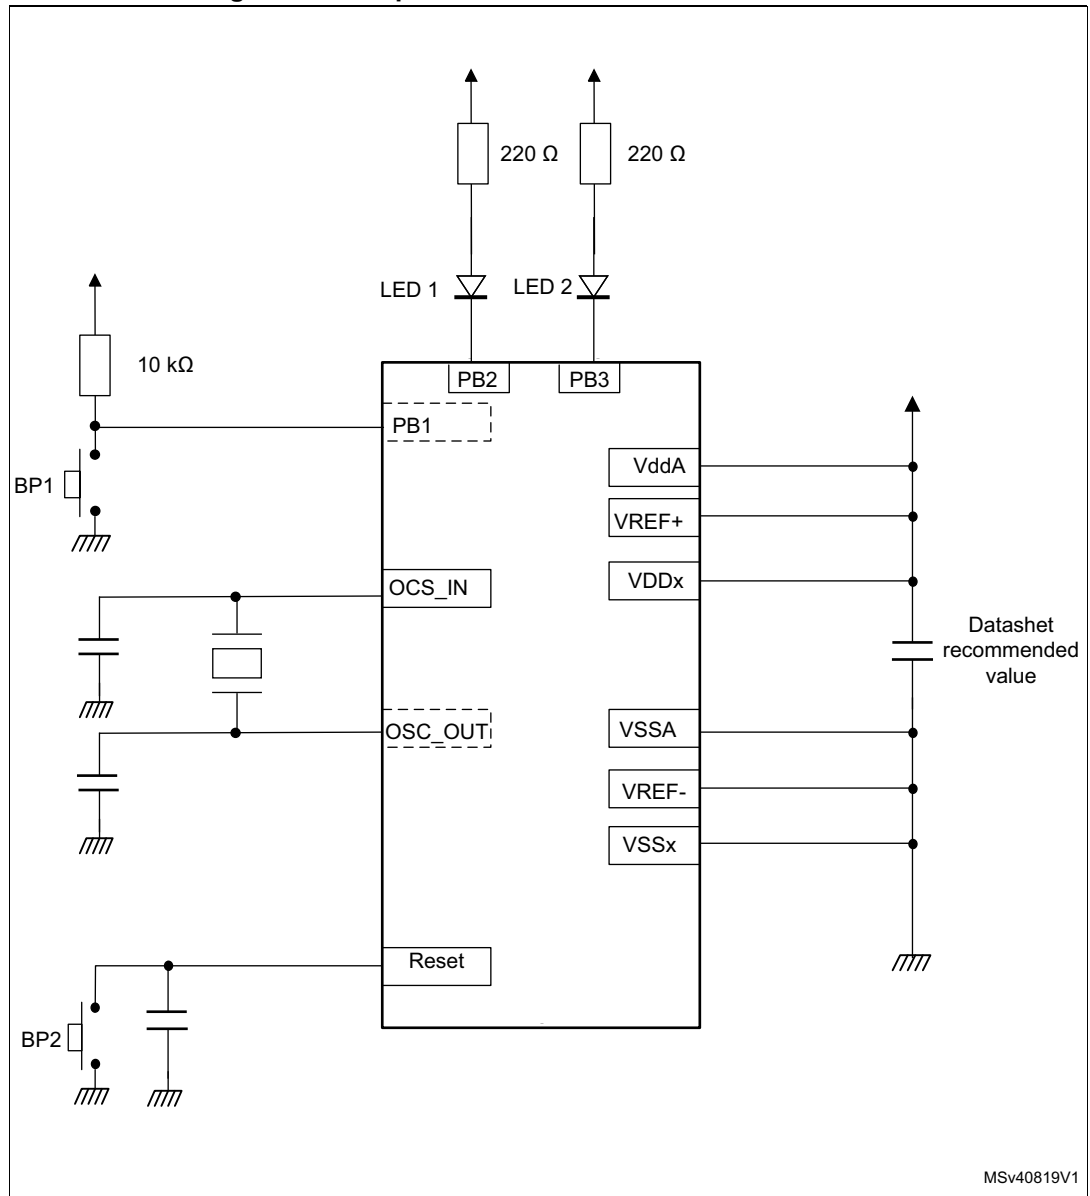 220 Ω
220 Ω
LED 1
LED 2
10 kΩ
PB2
PB3
PB1
VddA
BP1
VREF+
OCS_IN
VDDx
Datashet
recommended
value
OSC_OUT
VSSA
VREF-
VSSx
Reset
BP2
MSv40819V1